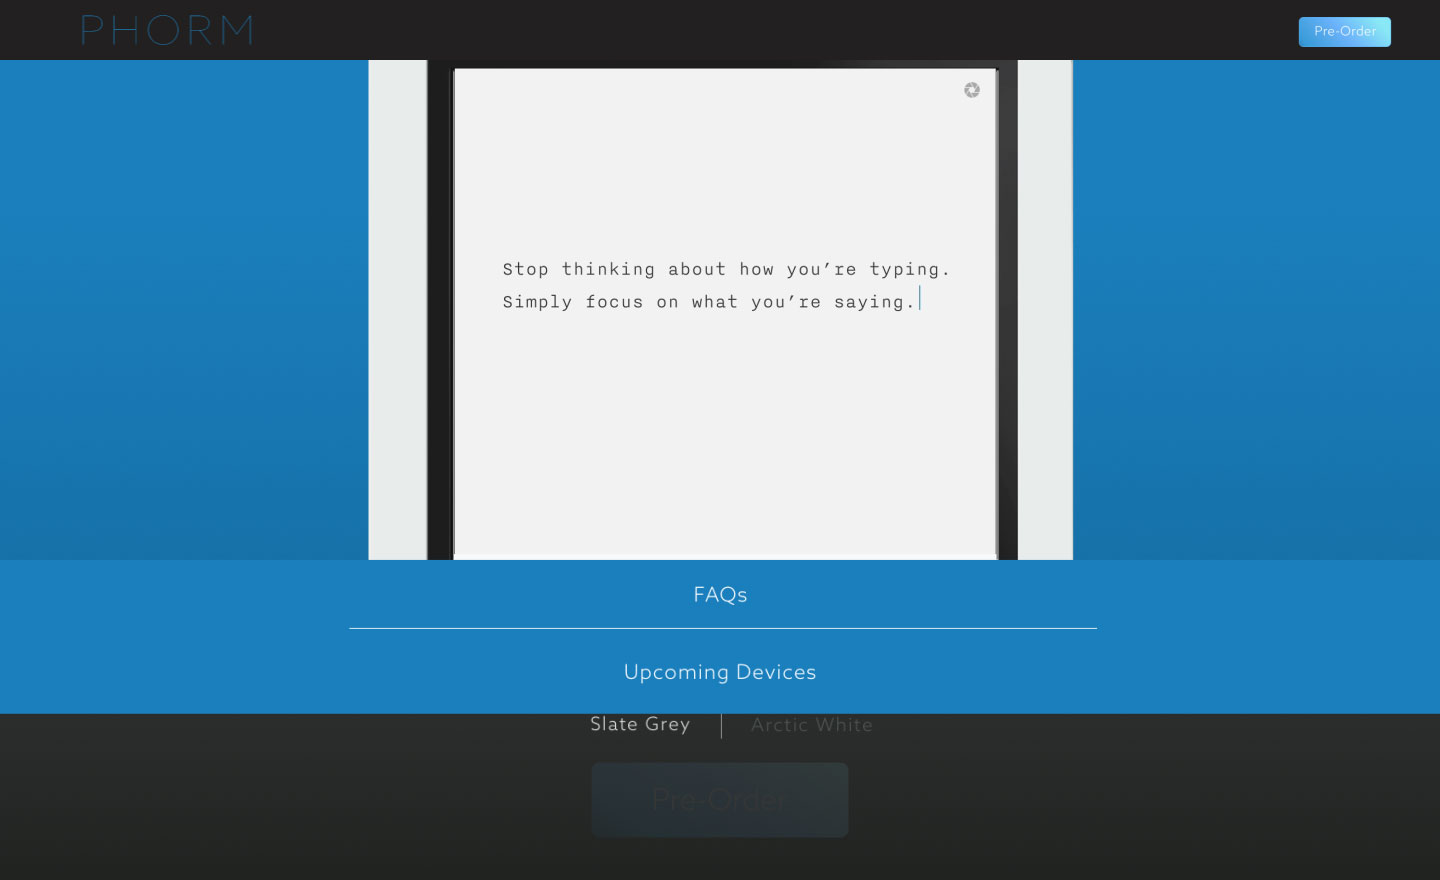 PHORM
Pre-Order
Stop thinking about how you’re typing.
Simply focus on what you’re saying.
FAQs
Upcoming Devices
Slate Grey
Arctic White
Pre-Order